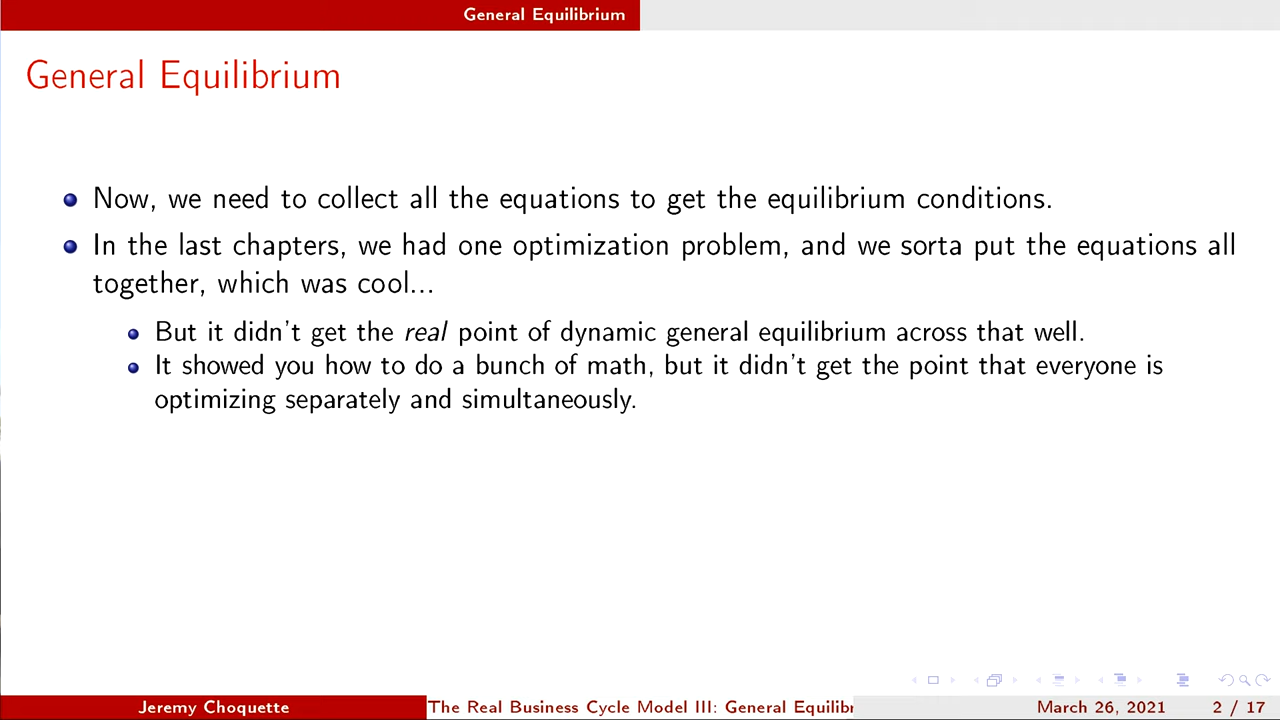 General Equilibrium
General Equilibrium
Now, we need to collect all the equations to get the equilibrium conditions.
In the last chapters, we had one optimization problem, and we sorta put the equations all
together, which was cool...
But it didn't get the real point of dynamic general equilibrium across that well.
It showed you how to do a bunch of math, but it didn't get the point that everyone is
optimizing separately and simultaneously.
Jeremy Choquette The Real Business Cycle Model III: General Equilibr March 26, 2021 2 / 17